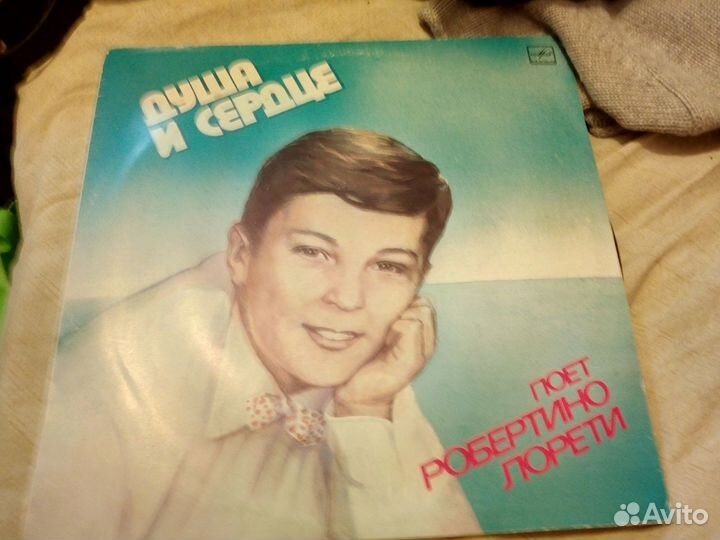 ДУША
И СЕРДЦЕ
ПОЕТ
РОБЕРТИНО
ЛОРЕТИ
Avito